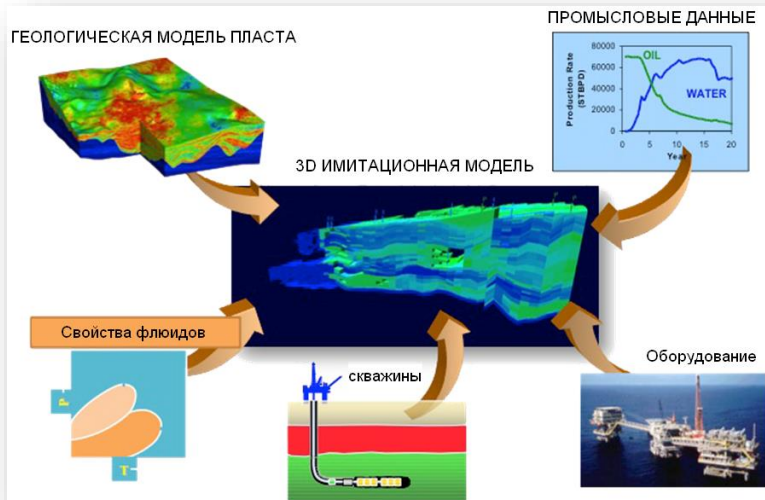 ГЕОЛОГИЧЕСКАЯ МОДЕЛЬ ПЛАСТА
ПРОМЫСЛОВЫЕ ДАННЫЕ
80000
60000
40000
20000
0
Production Rate
(STBPD)
OIL
WATER
0 5 10 15 20
Year
3D ИМИТАЦИОННАЯ МОДЕЛЬ
Свойства флюидов
P
T
скважины
Оборудование